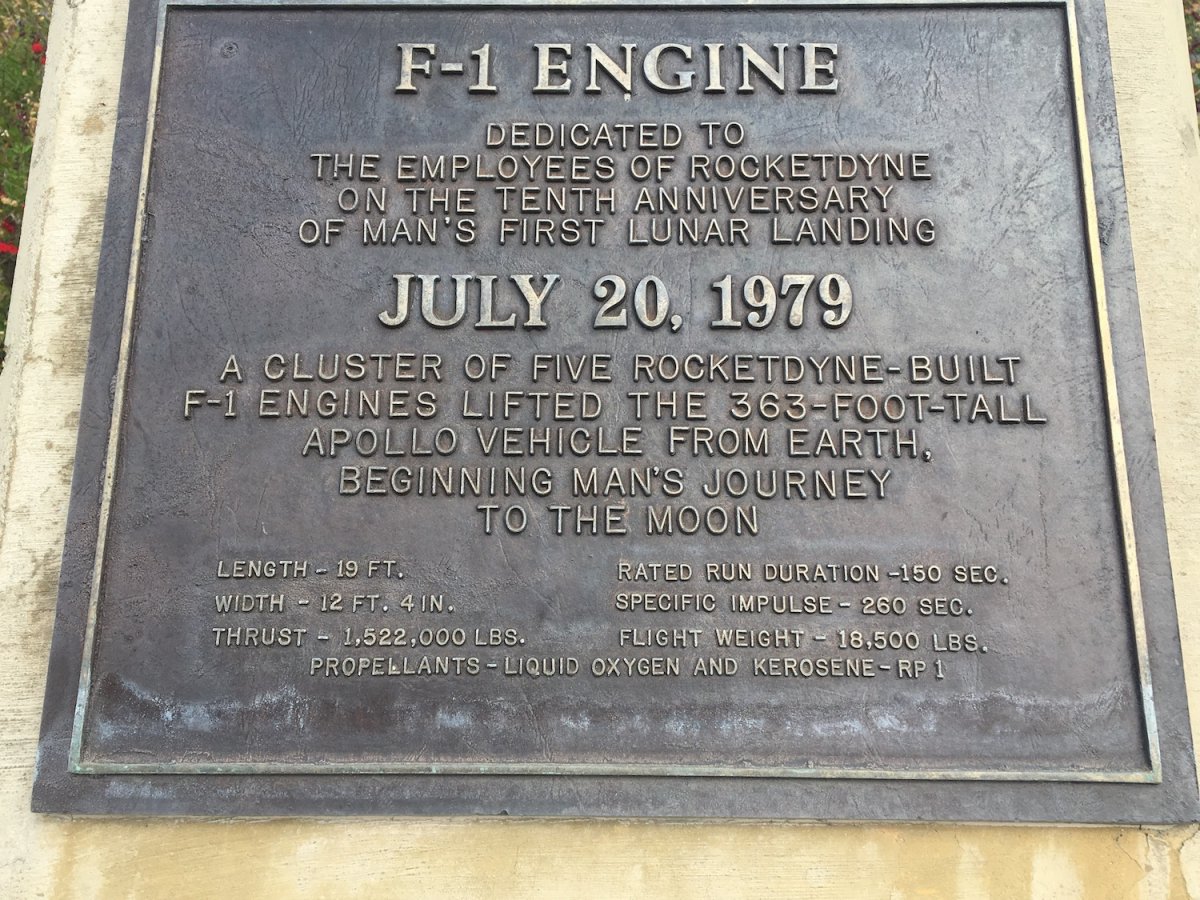 F-1 ENGINE
DEDICATED TO
THE EMPLOYEES OF ROCKETDYNE
ON THE TENTH ANNIVERSARY
OF MAN'S FIRST LUNAR LANDING
JULY 20, 1979
A CLUSTER OF FIVE ROCKETDYNE-BUILT
F-1 ENGINES LIFTED THE 363-FOOT-TALL
APOLLO VEHICLE FROM EARTH,
BEGINNING MAN'S JOURNEY
TO THE MOON
LENGTH - 19 FT. RATED RUN DURATION -150 SEC.
WIDTH - 12 FT. 4 IN. SPECIFIC IMPULSE - 260 SEC.
THRUST - 1,522,000 LBS. FLIGHT WEIGHT - 18,500 LBS.
PROPELLANTS - LIQUID OXYGEN AND KEROSENE - RP 1